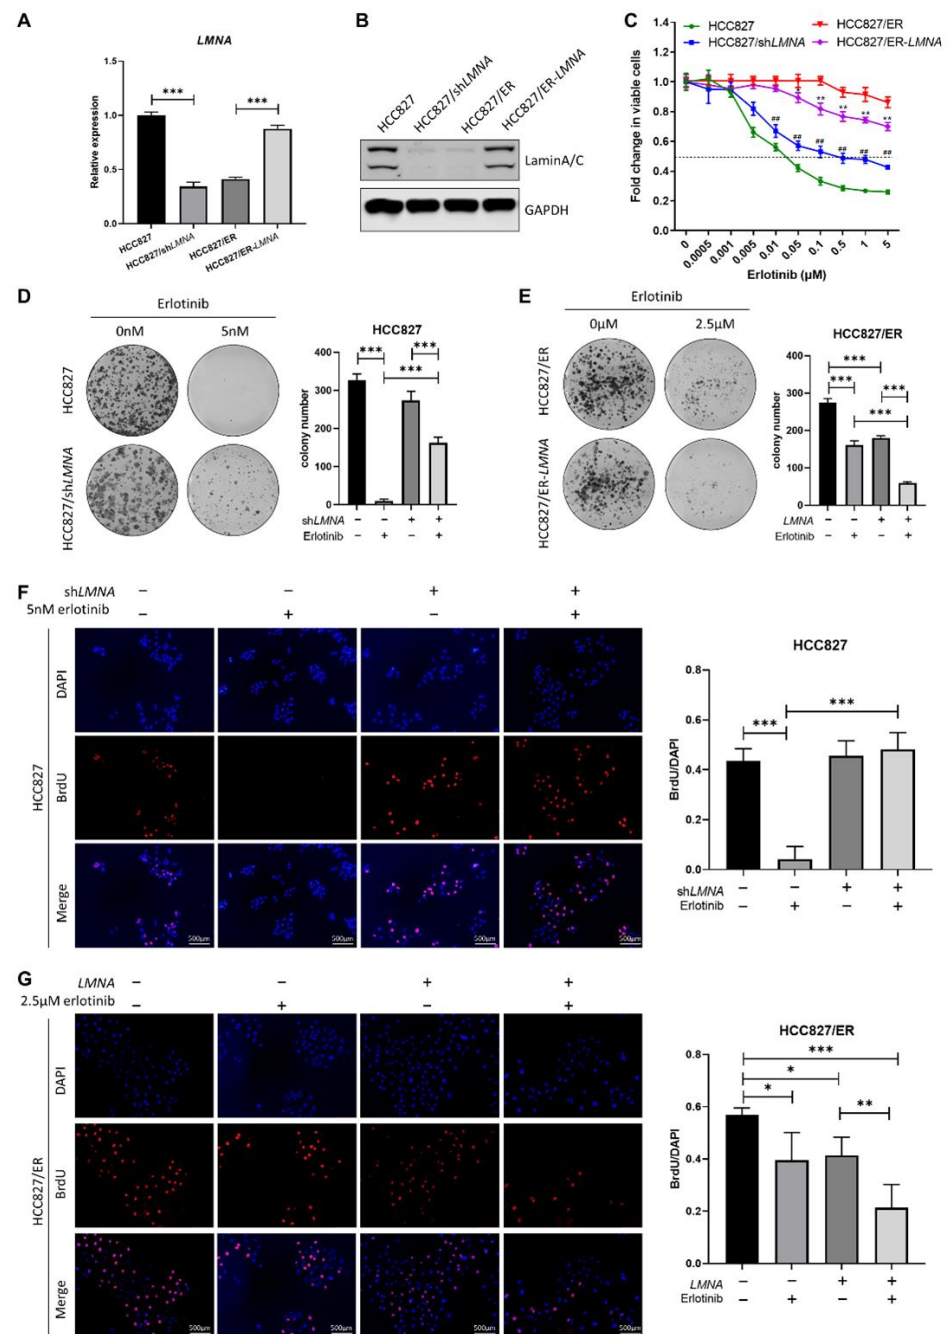 A
LMNA
Relative expression
1.5
1.0
0.5
0.0
***
***
HCC827
HCC827/shLMNA
HCC827/ER
HCC827/ER-LMNA
B
HCC827
HCC827/shLMNA
HCC827/ER
HCC827/ER-LMNA
LaminA/C
GAPDH
C
HCC827
HCC827/shLMNA
HCC827/ER
HCC827/ER-LMNA
Fold change in viable cells
1.4
1.2
1.0
0.8
0.6
0.4
0.2
0.0
** ** ** **
## ## ## ## ## ##
0 0.0005 0.001 0.005 0.01 0.05 0.1 0.5 1 5
Erlotinib (μM)
D
Erlotinib
0nM 5nM
HCC827
HCC827/shLMNA
HCC827
colony number
400
300
200
100
0
*** ***
***
shLMNA − − + +
Erlotinib − + − +
E
Erlotinib
0μM 2.5μM
HCC827/ER
HCC827/ER-LMNA
HCC827/ER
colony number
400
300
200
100
0
***
*** ***
***
LMNA − − + +
Erlotinib − + − +
F
shLMNA − − + +
5nM erlotinib − + − +
HCC827
DAPI
BrdU
Merge
500μm 500μm 500μm 500μm
HCC827
BrdU/DAPI
0.8
0.6
0.4
0.2
0.0
***
***
shLMNA − − + +
Erlotinib − + − +
G
LMNA − − + +
2.5μM erlotinib − + − +
HCC827/ER
DAPI
BrdU
Merge
500μm 500μm 500μm 500μm
HCC827/ER
BrdU/DAPI
0.8
0.6
0.4
0.2
0.0
***
*
*
**
LMNA − − + +
Erlotinib − + − +